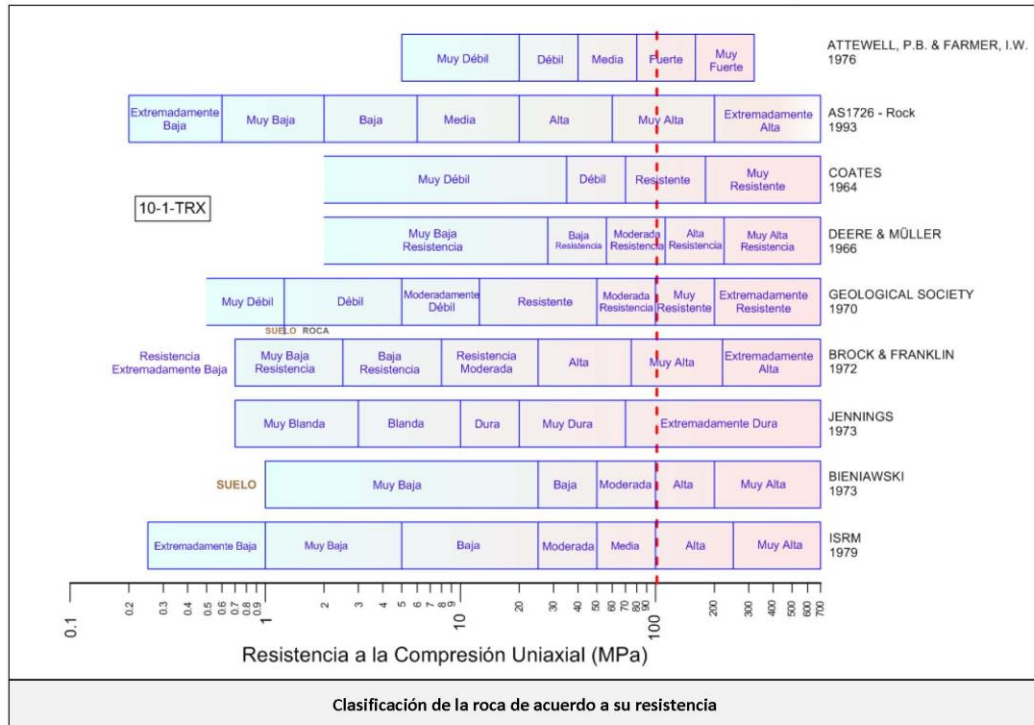 Muy Débil
Débil
Media
Fuerte
Muy
Fuerte
ATTEWELL, P.B. & FARMER, I.W.
1976
Extremadamente
Baja
Muy Baja
Baja
Media
Alta
Muy Alta
Extremadamente
Alta
AS1726 - Rock
1993
Muy Débil
Débil
Resistente
Muy
Resistente
COATES
1964
10-1-TRX
Muy Baja
Resistencia
Baja
Resistencia
Moderada
Resistencia
Alta
Resistencia
Muy Alta
Resistencia
DEERE & MÜLLER
1966
Muy Débil
Débil
Moderadamente
Débil
Resistente
Moderada
Resistencia
Muy
Resistente
Extremadamente
Resistente
GEOLOGICAL SOCIETY
1970
SUELO ROCA
Resistencia
Extremadamente Baja
Muy Baja
Resistencia
Baja
Resistencia
Resistencia
Moderada
Alta
Muy Alta
Extremadamente
Alta
BROCK & FRANKLIN
1972
Muy Blanda
Blanda
Dura
Muy Dura
Extremadamente Dura
JENNINGS
1973
SUELO
Muy Baja
Baja
Moderada
Alta
Muy Alta
BIENIAWSKI
1973
Extremadamente Baja
Muy Baja
Baja
Moderada
Media
Alta
Muy Alta
ISRM
1979
0.1 0.2 0.3 0.4 0.5 0.6 0.7 0.8 0.9 1 2 3 4 5 6 7 8 9 10 20 30 40 50 60 70 80 90 100 200 300 400 500 600 700
Resistencia a la Compresión Uniaxial (MPa)
Clasificación de la roca de acuerdo a su resistencia